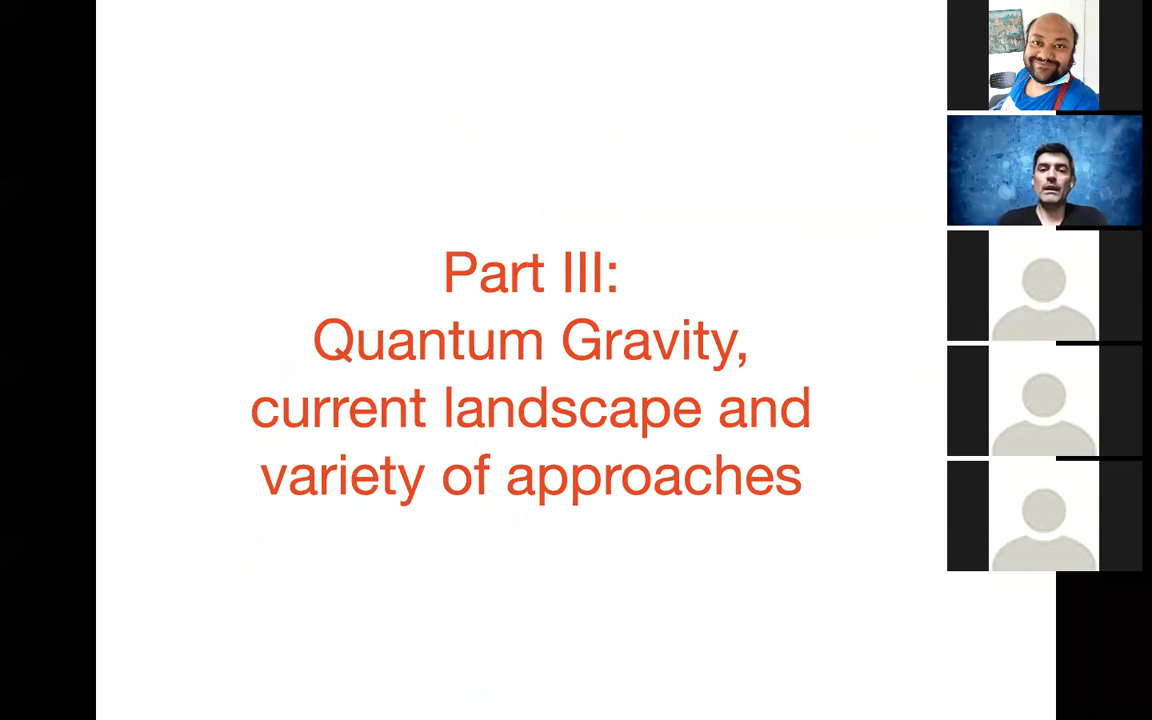 Part III:
Quantum Gravity,
current landscape and
variety of approaches